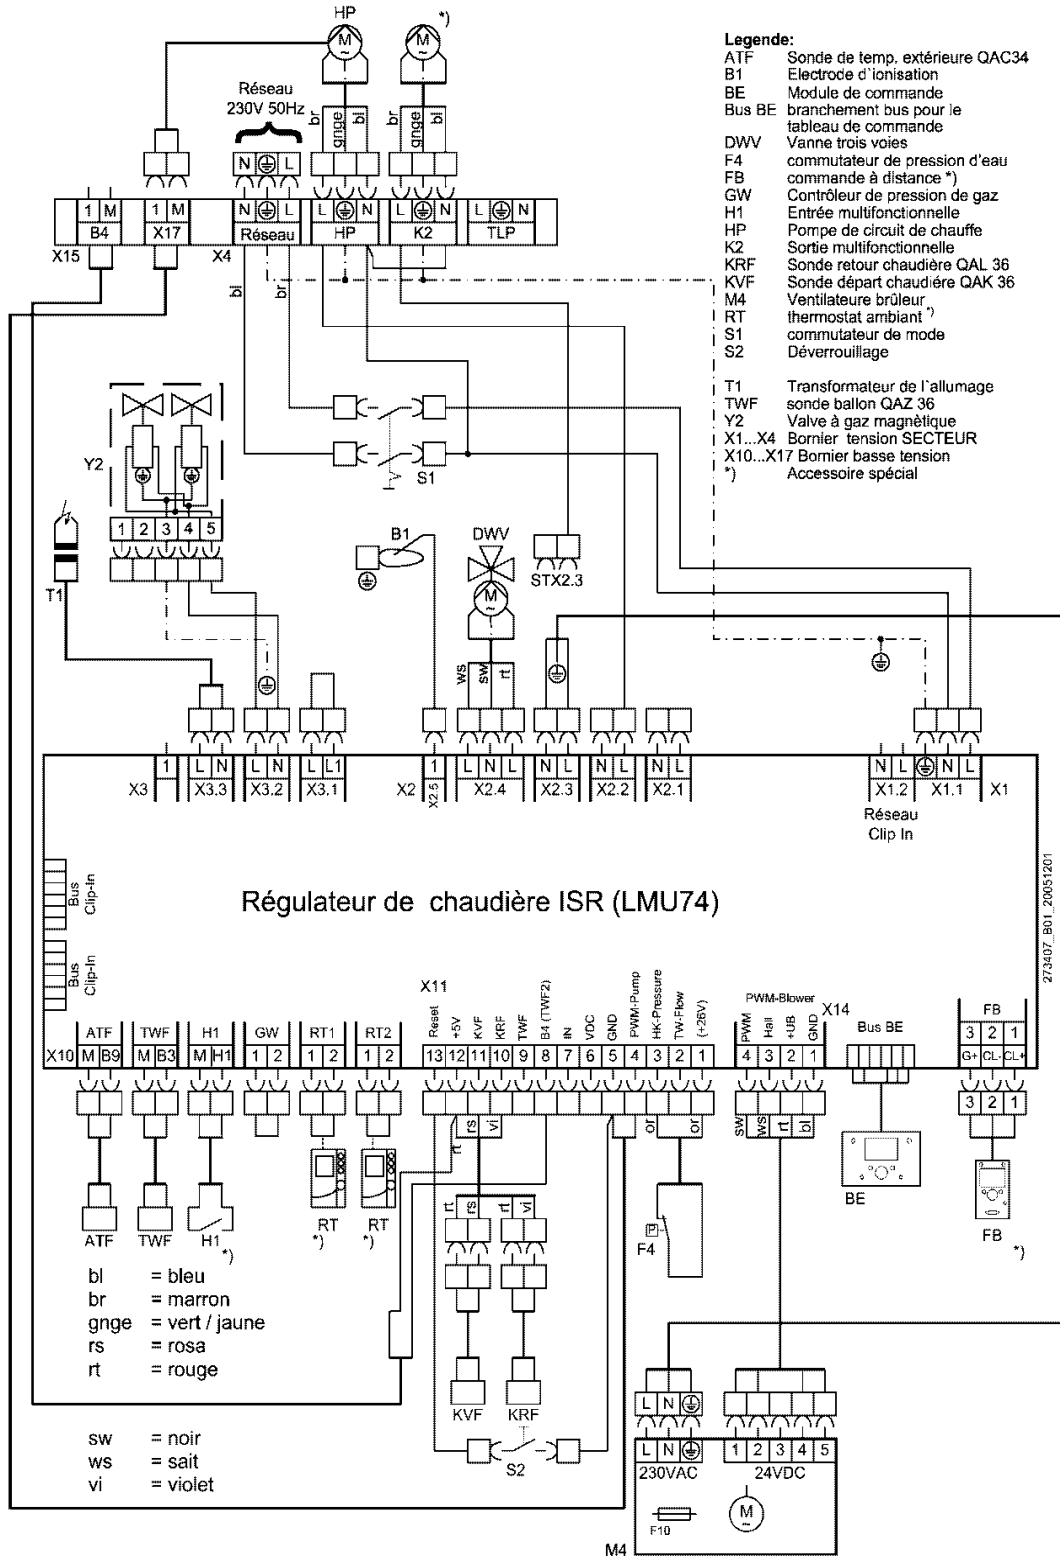 HP
*)
M
~
M
~
Réseau
230V 50Hz
br
gnge
bl
br
gnge
N L
1 M
1 M
N L
L N
L N
L N
B4
X17
Réseau
HP
K2
TLP
X15
X4
bl
br
Legende:
ATF Sonde de temp. extérieure QAC34
B1 Electrode d`ionisation
BE Module de commande
Bus BE branchement bus pour le
tableau de commande
DWV Vanne trois voies
F4 commutateur de pression d'eau
FB commande à distance *)
GW Contrôleur de pression de gaz
H1 Entrée multifonctionnelle
HP Pompe de circuit de chauffe
K2 Sortie multifonctionnelle
KRF Sonde retour chaudière QAL 36
KVF Sonde départ chaudiére QAK 36
M4 Ventilateure brûleur
RT thermostat ambiant *)
S1 commutateur de mode
S2 Déverrouillage
T1 Transformateur de l`allumage
TWF sonde ballon QAZ 36
Y2 Valve à gaz magnètique
X1...X4 Bornier tension SECTEUR
X10...X17 Bornier basse tension
*) Accessoire spécial
Y2
1 2 3 4 5
T1
S1
B1
DWV
M
~
STX2.3
ws
sw
rt
1
L N
L N
L L1
1
L N L
N L
N L
N L
N L
N L
X3
X3.3
X3.2
X3.1
X2
X2.5
X2.4
X2.3
X2.2
X2.1
X1.2
X1.1
X1
Réseau
Clip In
Bus
Clip-In
Bus
Clip-In
Régulateur de chaudière ISR (LMU74)
273407_B01_20051201
X11
Reset
+5V
KVF
KRF
TWF
B4 (TWF2)
IN
VDC
GND
PWM-Pump
HK-Pressure
TW-Flow
(+26V)
PWM-Blower
X14
PWM
Hall
+UB
GND
Bus BE
FB
X10
ATF
TWF
H1
GW
RT1
RT2
M B9
M B3
M H1
1 2
1 2
1 2
13 12 11 10 9 8 7 6 5 4 3 2 1
4 3 2 1
3 2 1
G+ CL- CL+
3 2 1
rt
rs
vi
or
or
sw
ws
rt
bl
rt
rs
rt
vi
P
F4
BE
FB
*)
ATF
TWF
H1
*)
RT
*)
RT
*)
bl = bleu
br = marron
gnge = vert / jaune
rs = rosa
rt = rouge
sw = noir
ws = sait
vi = violet
KVF
KRF
S2
L N
L N
230VAC
1 2 3 4 5
24VDC
F10
M
~
M4